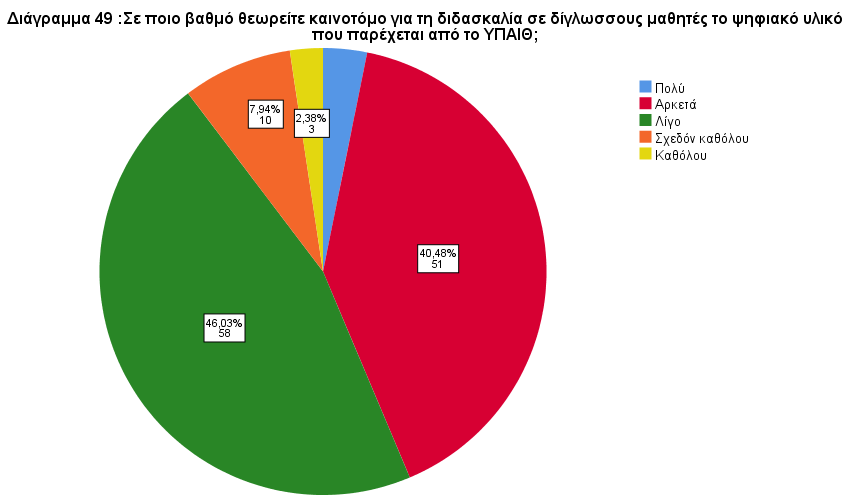 Διάγραμμα 49 :Σε ποιο βαθμό θεωρείτε καινοτόμο για τη διδασκαλία σε δίγλωσσους μαθητές το ψηφιακό υλικό
που παρέχεται από το ΥΠΑΙΘ;
Πολύ
Αρκετά
Λίγο
Σχεδόν καθόλου
Καθόλου
7,94%
10
2,38%
3
40,48%
51
46,03%
58